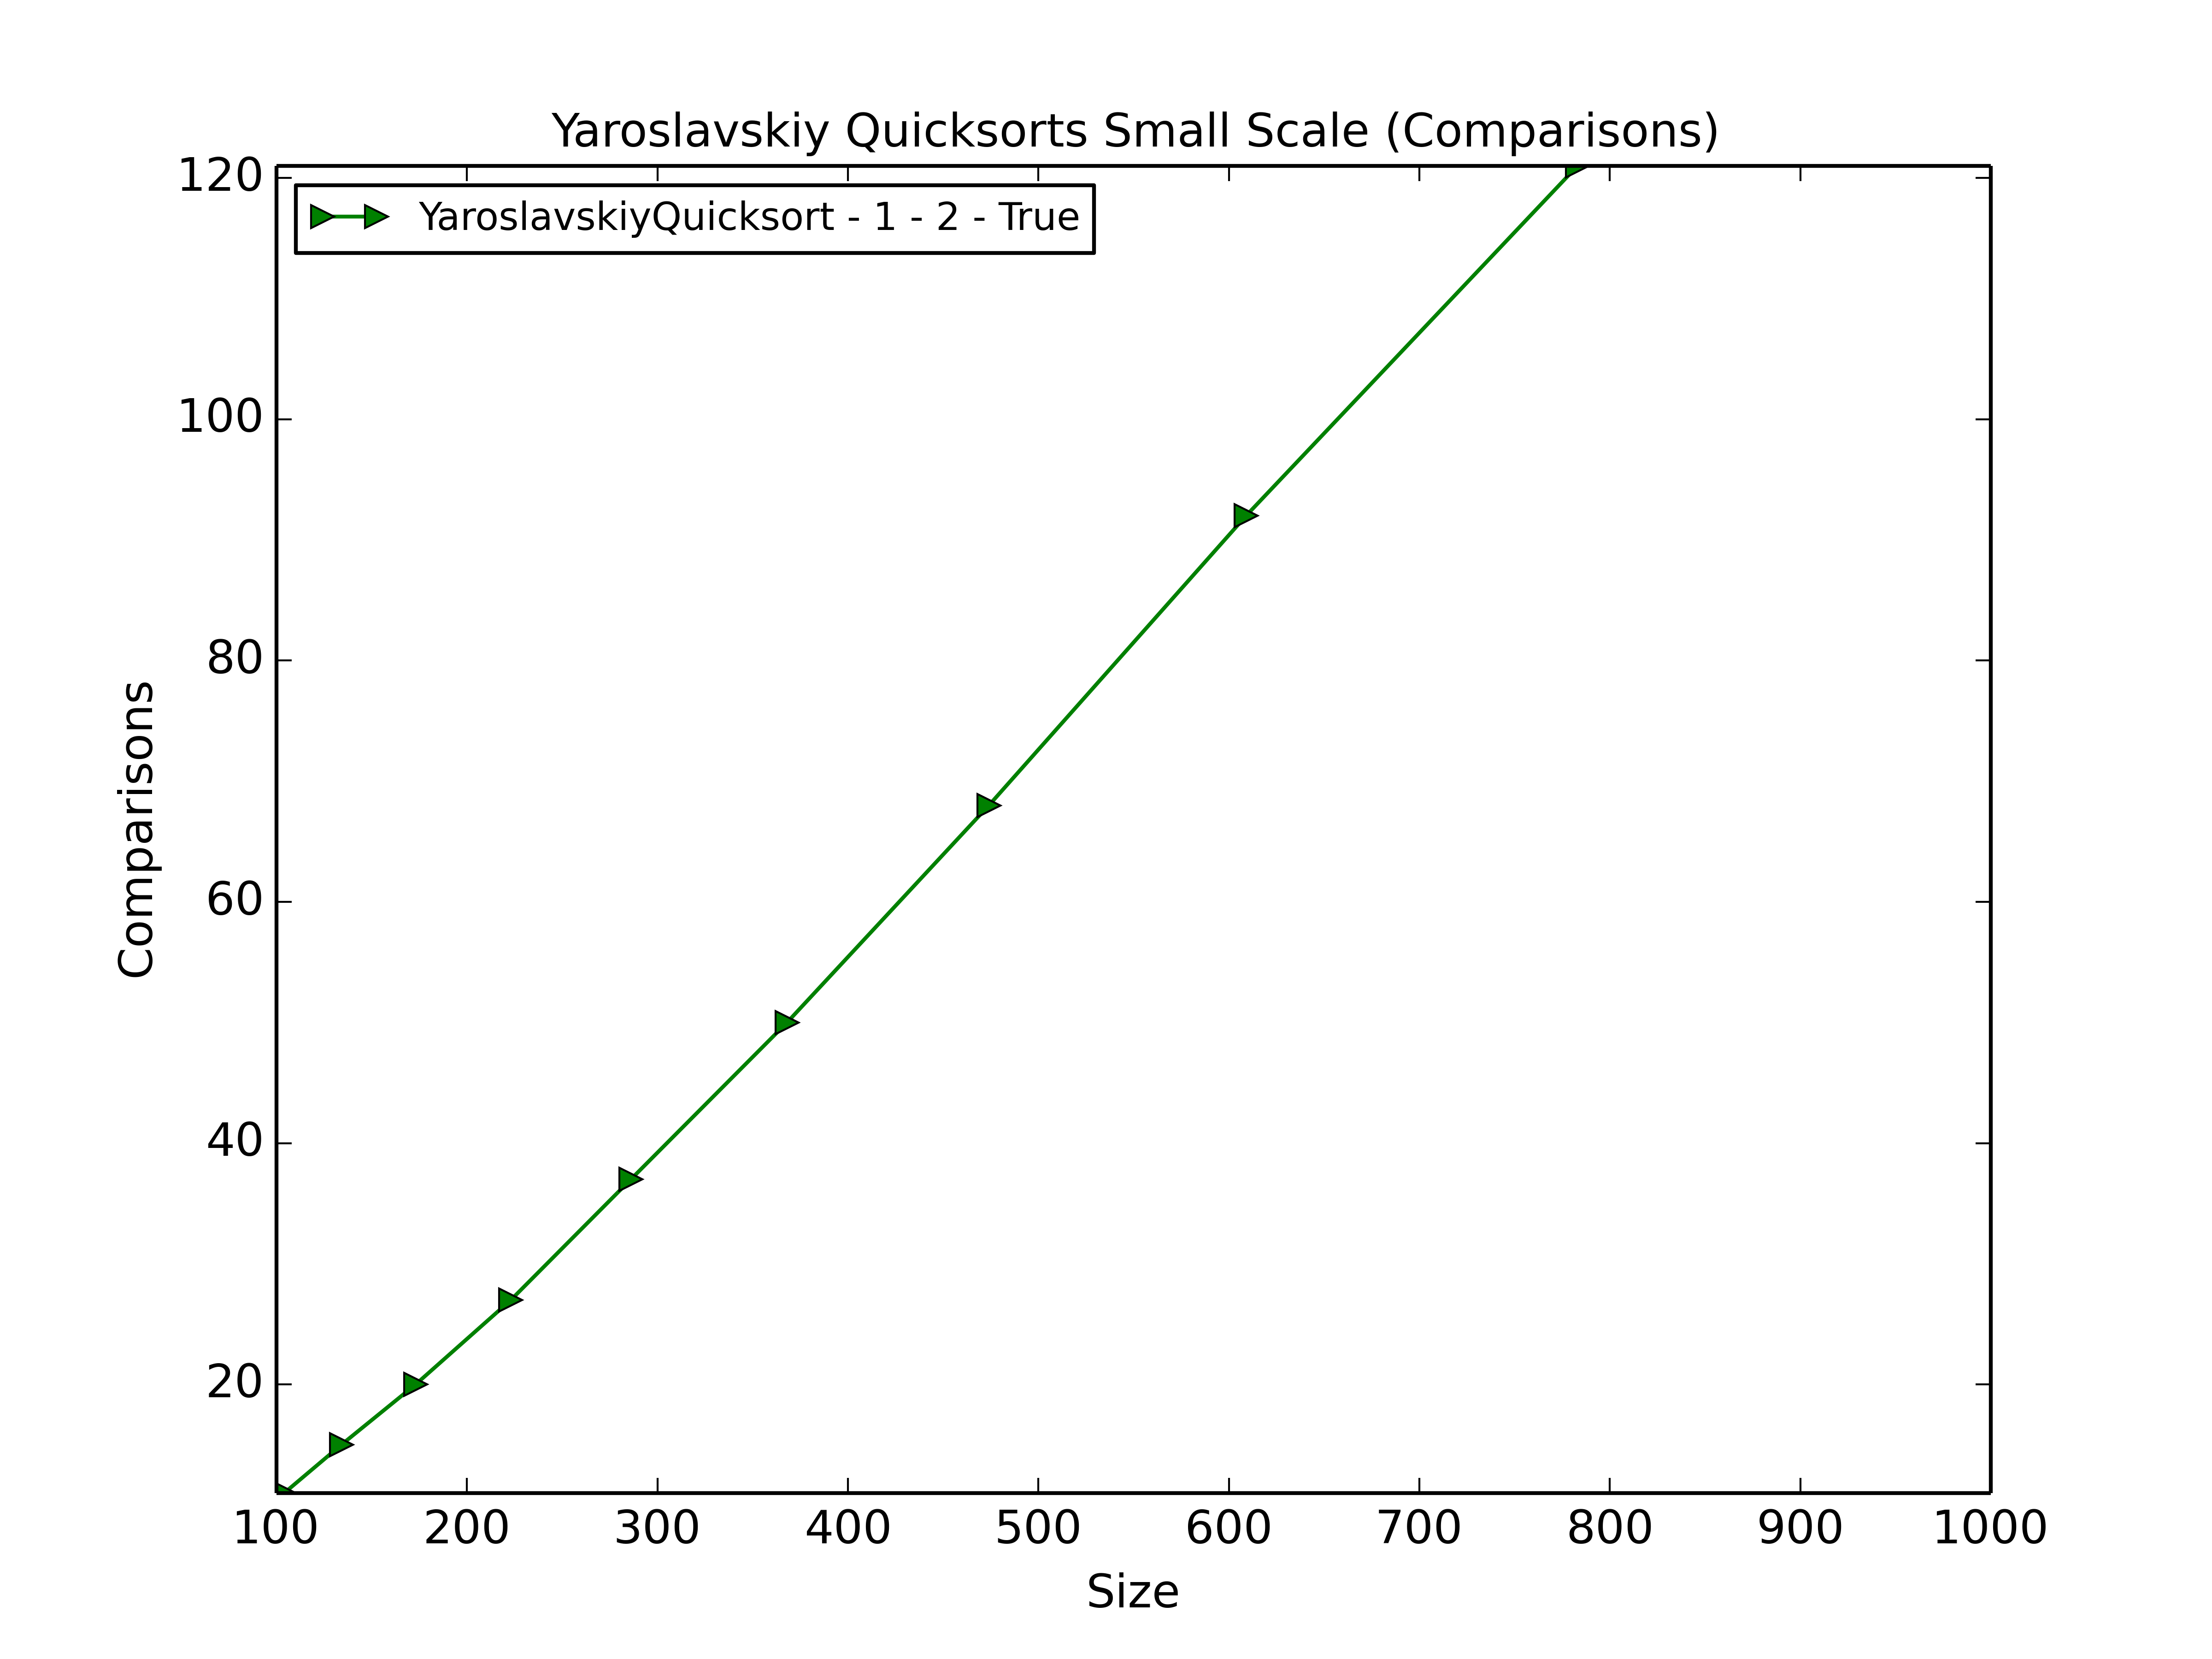 Yaroslavskiy Quicksorts Small Scale (Comparisons)
YaroslavskiyQuicksort - 1 - 2 - True
120
100
80
60
40
20
Comparisons
100 200 300 400 500 600 700 800 900 1000
Size